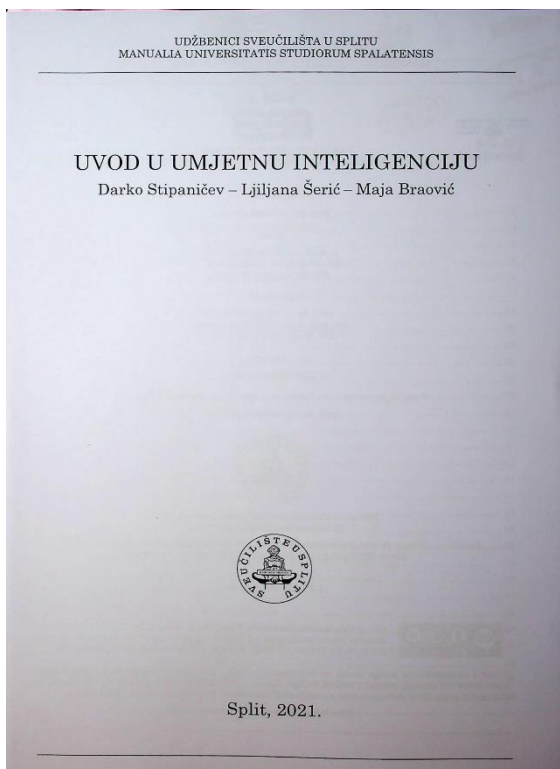 UDŽBENICI SVEUČILIŠTA U SPLITU
MANUALIA UNIVERSITATIS STUDIORUM SPALATENSIS
UVOD U UMJETNU INTELIGENCIJU
Darko Stipaničev – Ljiljana Šerić – Maja Braović
SVEUČILIŠTE U SPLITU
Split, 2021.